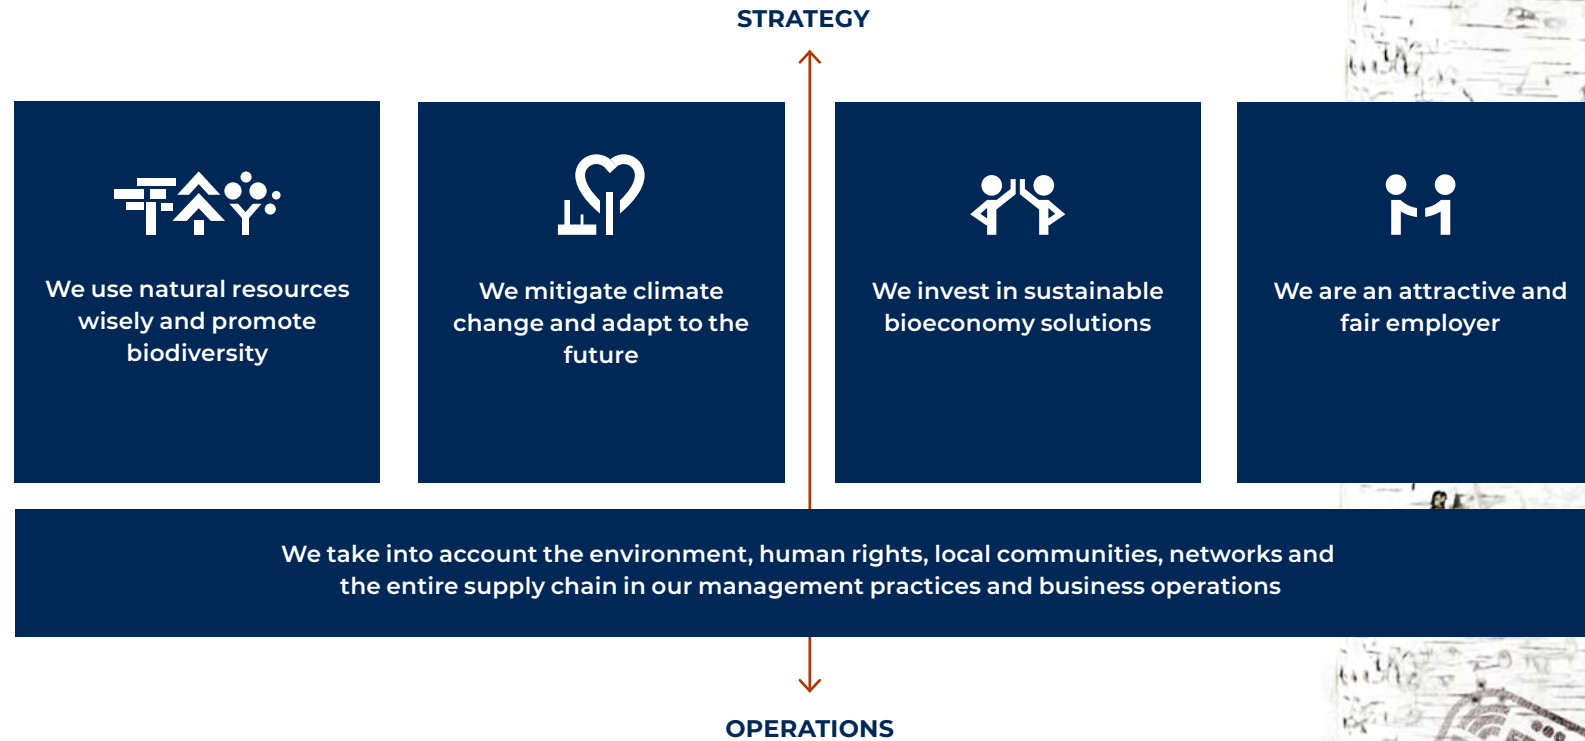 STRATEGY
We use natural resources
wisely and promote
biodiversity
We mitigate climate
change and adapt to the
future
We invest in sustainable
bioeconomy solutions
We are an attractive and
fair employer
We take into account the environment, human rights, local communities, networks and
the entire supply chain in our management practices and business operations
OPERATIONS